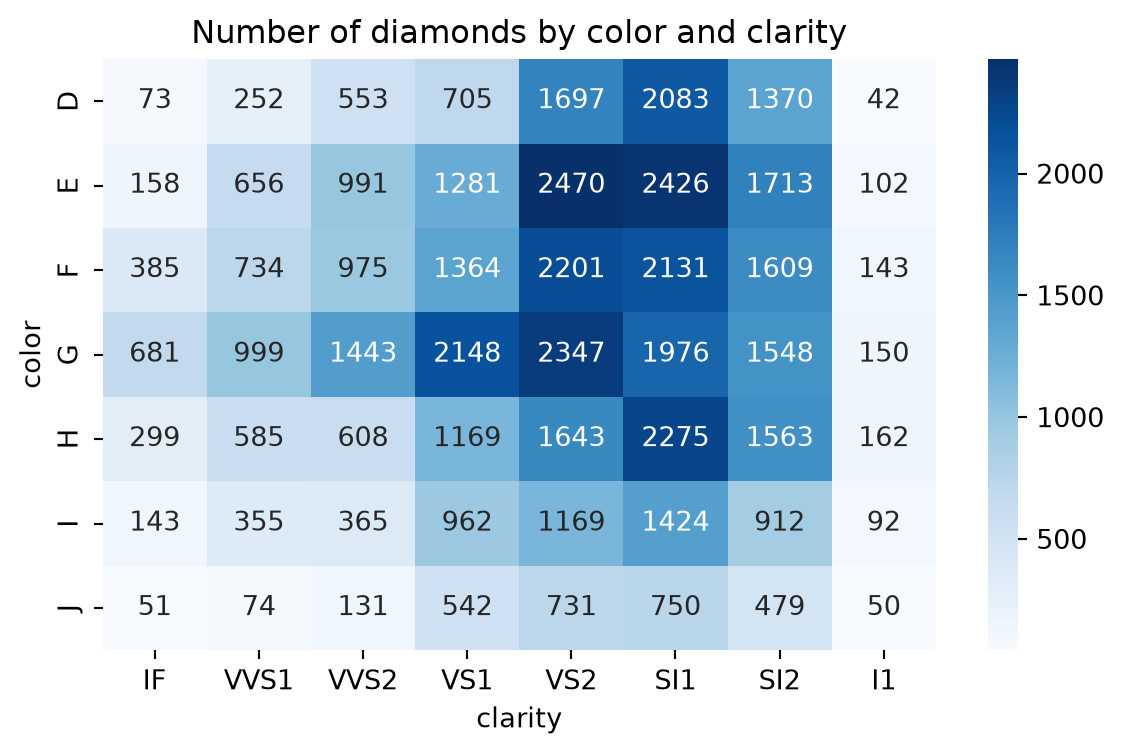 Number of diamonds by color and clarity
D 73 252 553 705 1697 2083 1370 42
E 158 656 991 1281 2470 2426 1713 102
F 385 734 975 1364 2201 2131 1609 143
G 681 999 1443 2148 2347 1976 1548 150
H 299 585 608 1169 1643 2275 1563 162
I 143 355 365 962 1169 1424 912 92
J 51 74 131 542 731 750 479 50
IF VVS1 VVS2 VS1 VS2 SI1 SI2 I1
clarity
color
2000
1500
1000
500